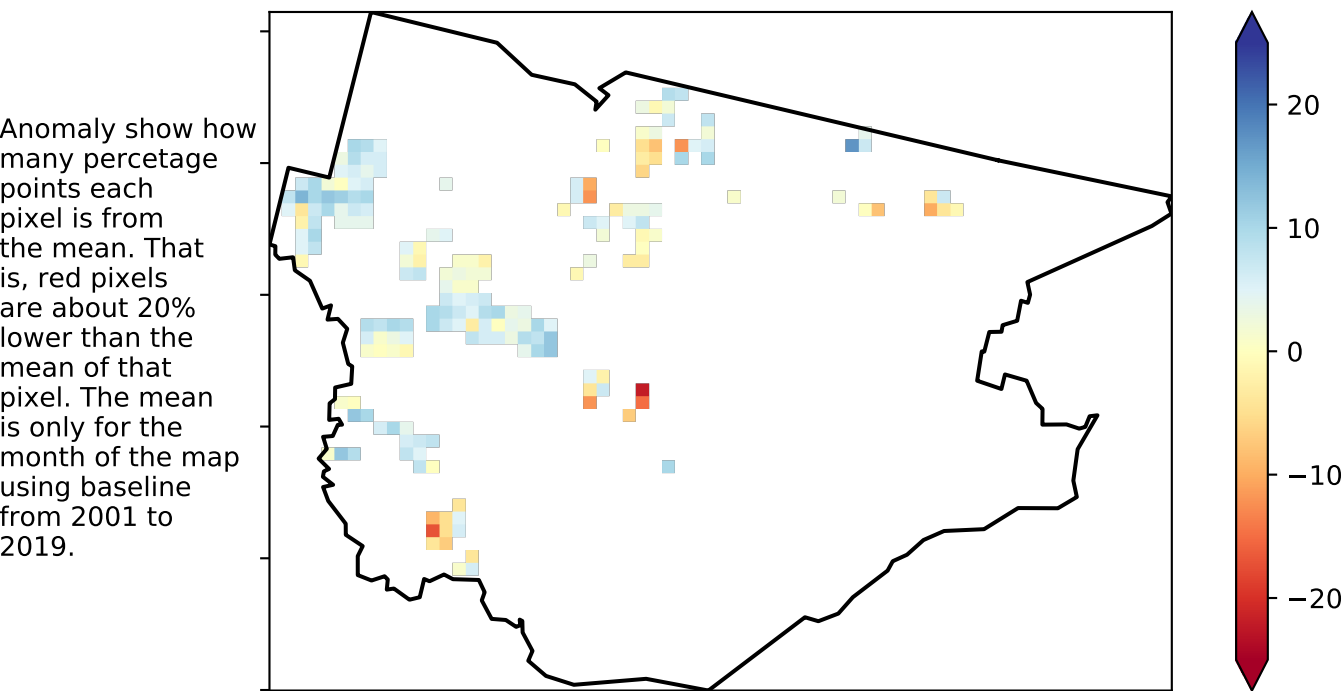 Anomaly show how
many percetage
points each
pixel is from
the mean. That
is, red pixels
are about 20%
lower than the
mean of that
pixel. The mean
is only for the
month of the map
using baseline
from 2001 to
2019.
20
10
0
−10
−20